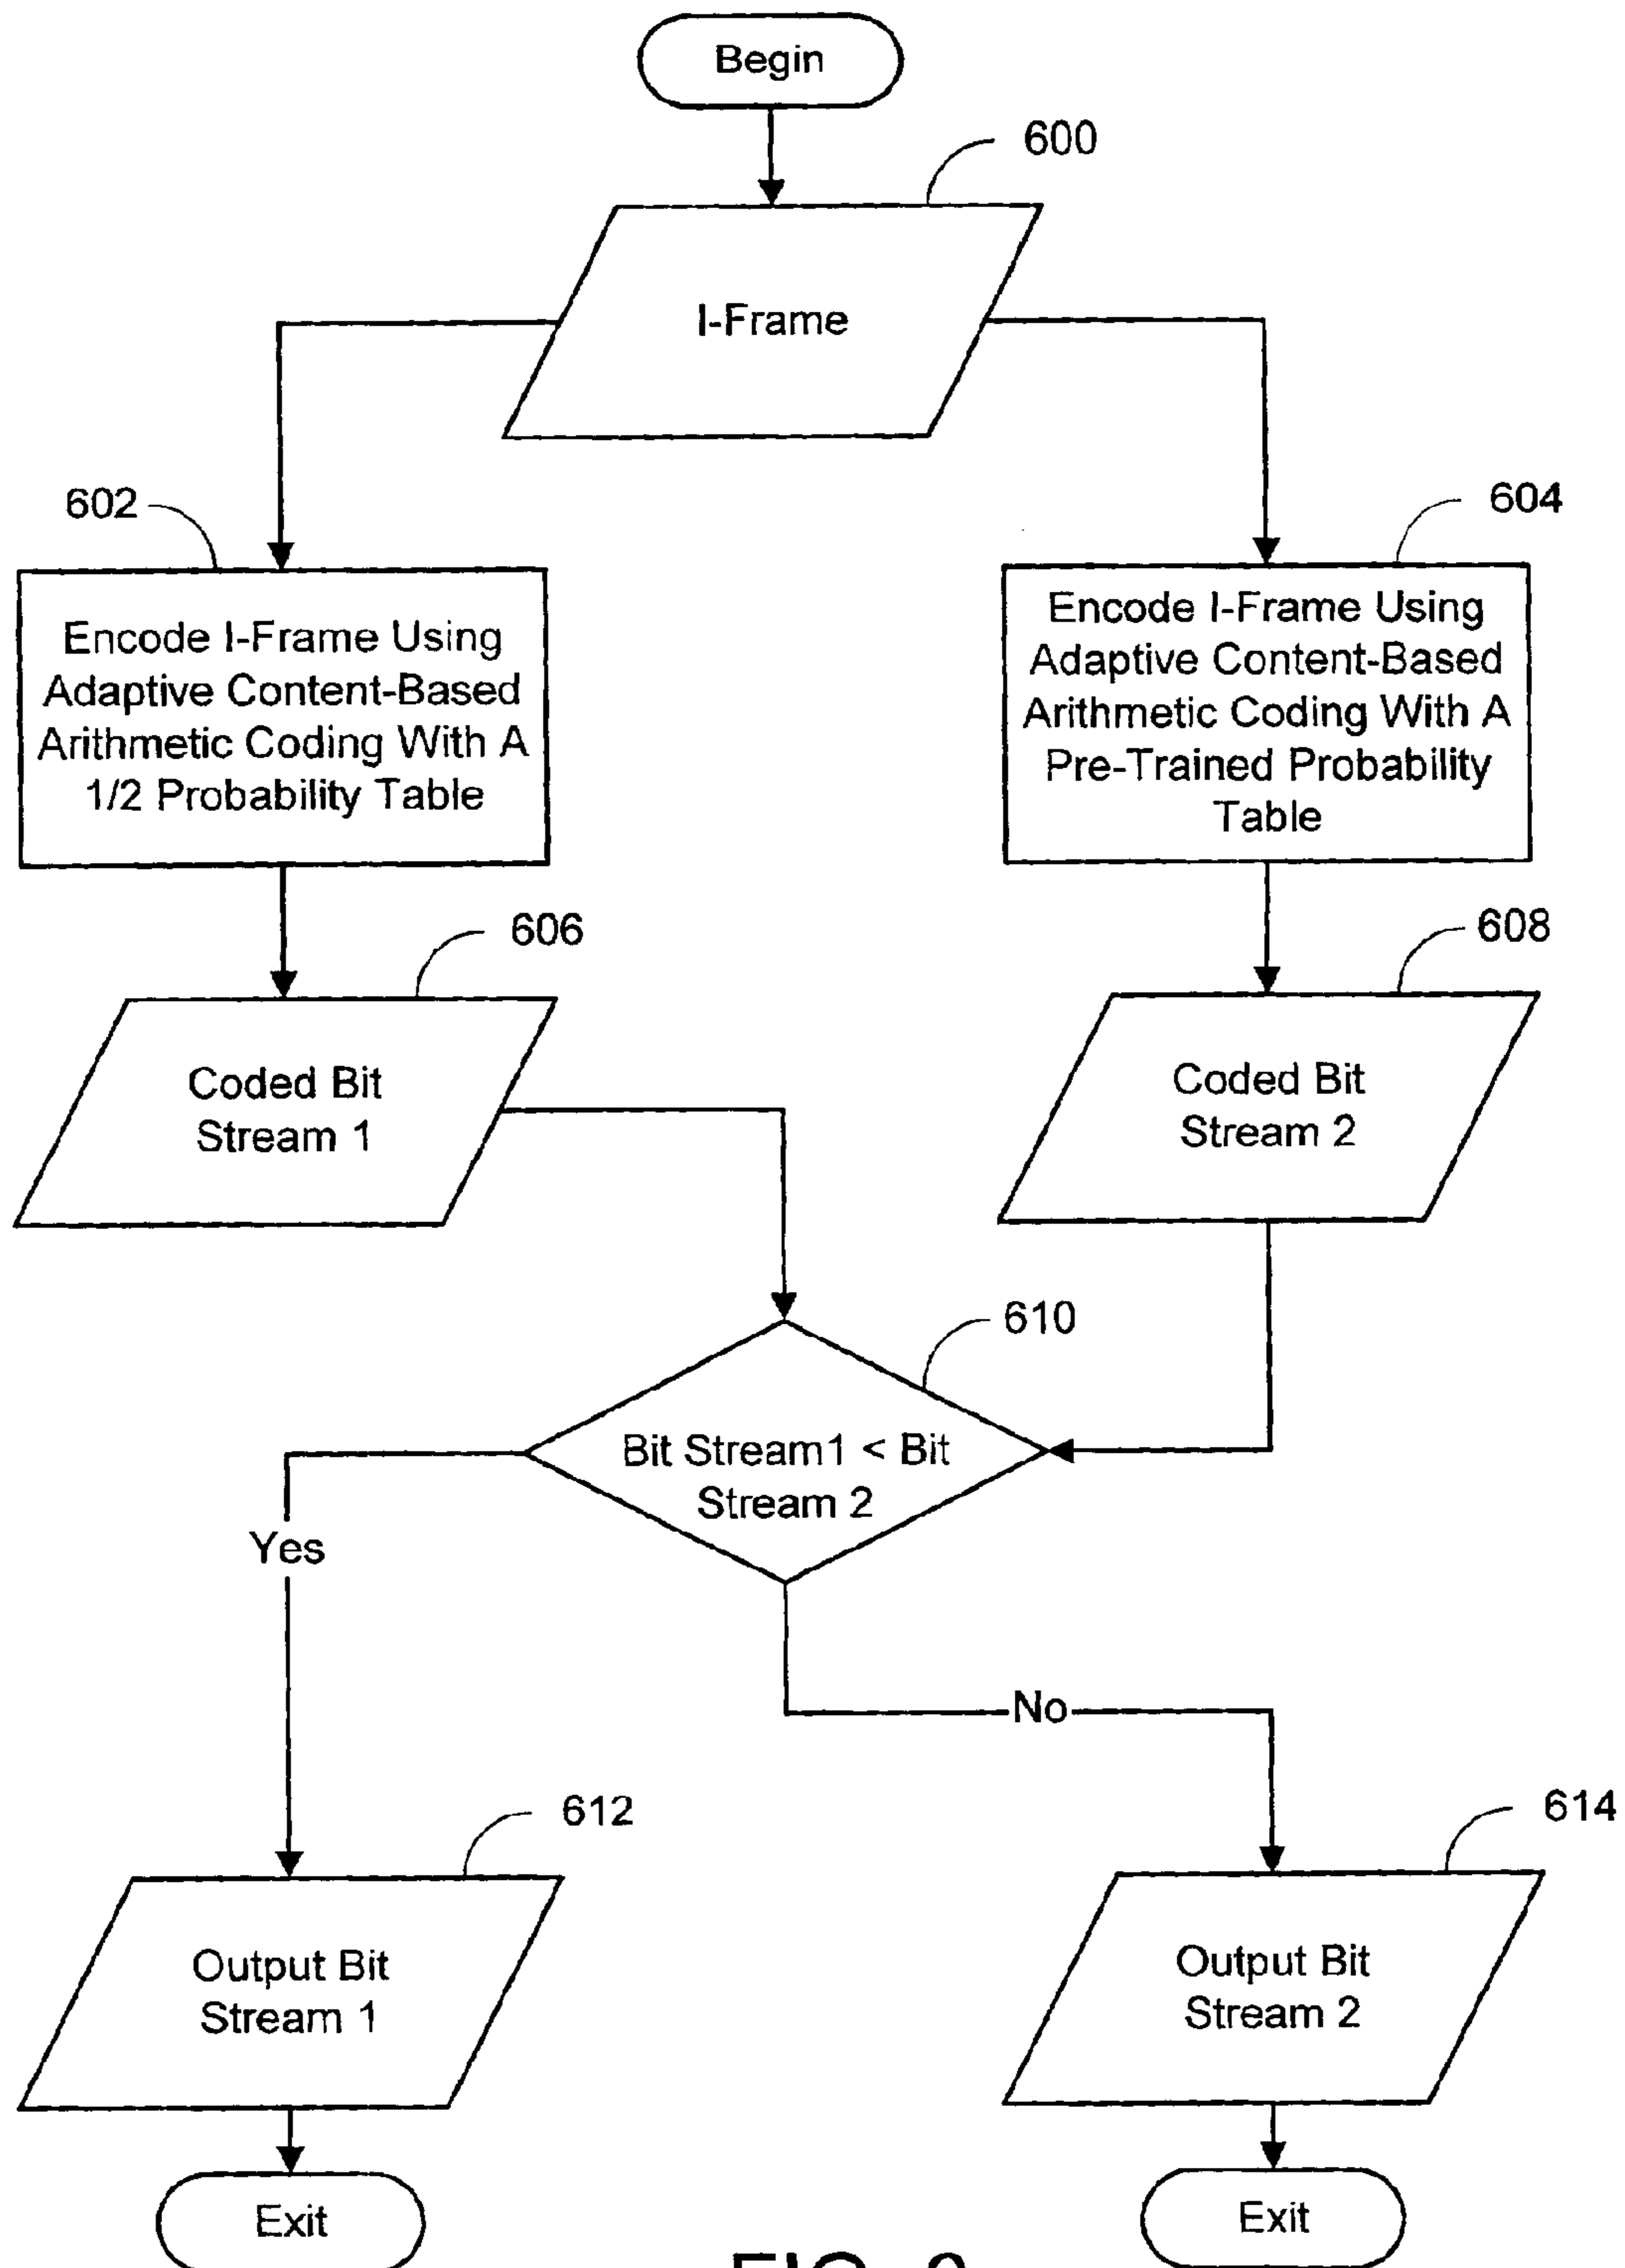 Begin
600
I-Frame
602
604
Encode I-Frame Using
Adaptive Content-Based
Arithmetic Coding With A
1/2 Probability Table
Encode I-Frame Using
Adaptive Content-Based
Arithmetic Coding With A
Pre-Trained Probability
Table
606
608
Coded Bit
Stream 1
Coded Bit
Stream 2
610
Bit Stream1 < Bit
Stream 2
Yes
No
612
614
Output Bit
Stream 1
Output Bit
Stream 2
Exit
Exit
FIG.